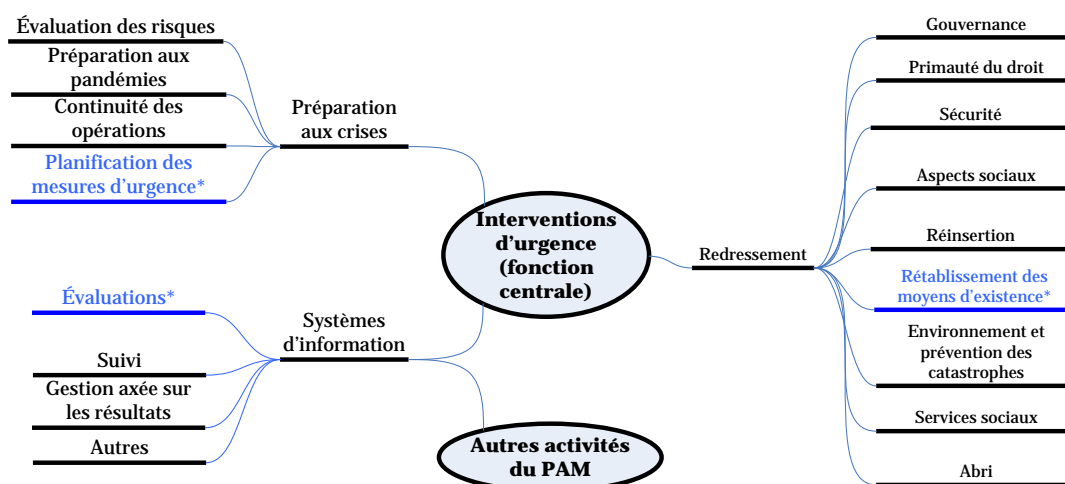 Évaluation des risques
Préparation aux
pandémies
Continuité des
opérations
Planification des
mesures d'urgence*
Préparation
aux crises
Évaluations*
Suivi
Gestion axée sur
les résultats
Autres
Systèmes
d'information
Interventions
d'urgence
(fonction
centrale)
Autres activités
du PAM
Redressement
Gouvernance
Primauté du droit
Sécurité
Aspects sociaux
Réinsertion
Rétablissement des
moyens d'existence*
Environnement et
prévention des
catastrophes
Services sociaux
Abri